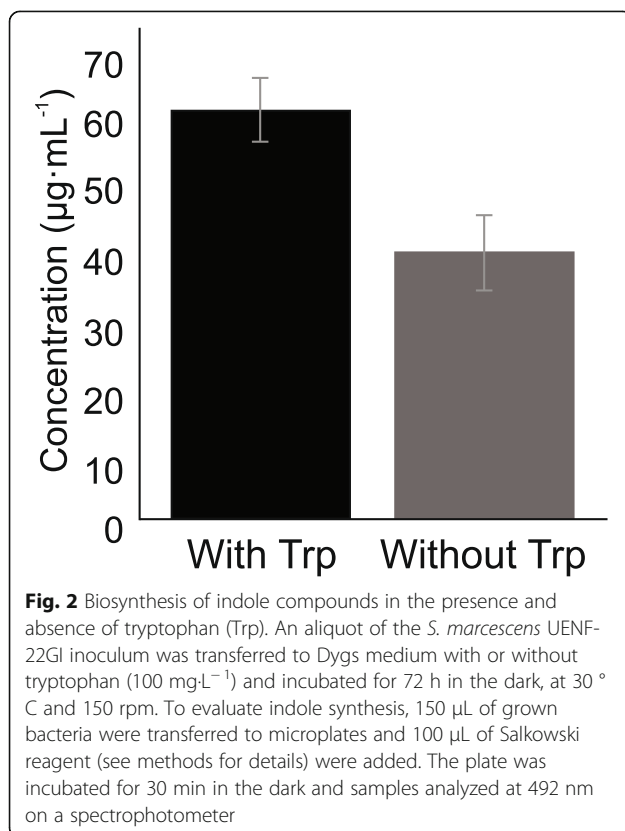 Concentration (µg·mL-1)
70
60
50
40
30
20
10
0
With Trp Without Trp
Fig. 2 Biosynthesis of indole compounds in the presence and
absence of tryptophan (Trp). An aliquot of the S. marcescens UENF-
22GI inoculum was transferred to Dygs medium with or without
tryptophan (100 mg·L− 1) and incubated for 72 h in the dark, at 30 °
C and 150 rpm. To evaluate indole synthesis, 150 µL of grown
bacteria were transferred to microplates and 100 µL of Salkowski
reagent (see methods for details) were added. The plate was
incubated for 30 min in the dark and samples analyzed at 492 nm
on a spectrophotometer